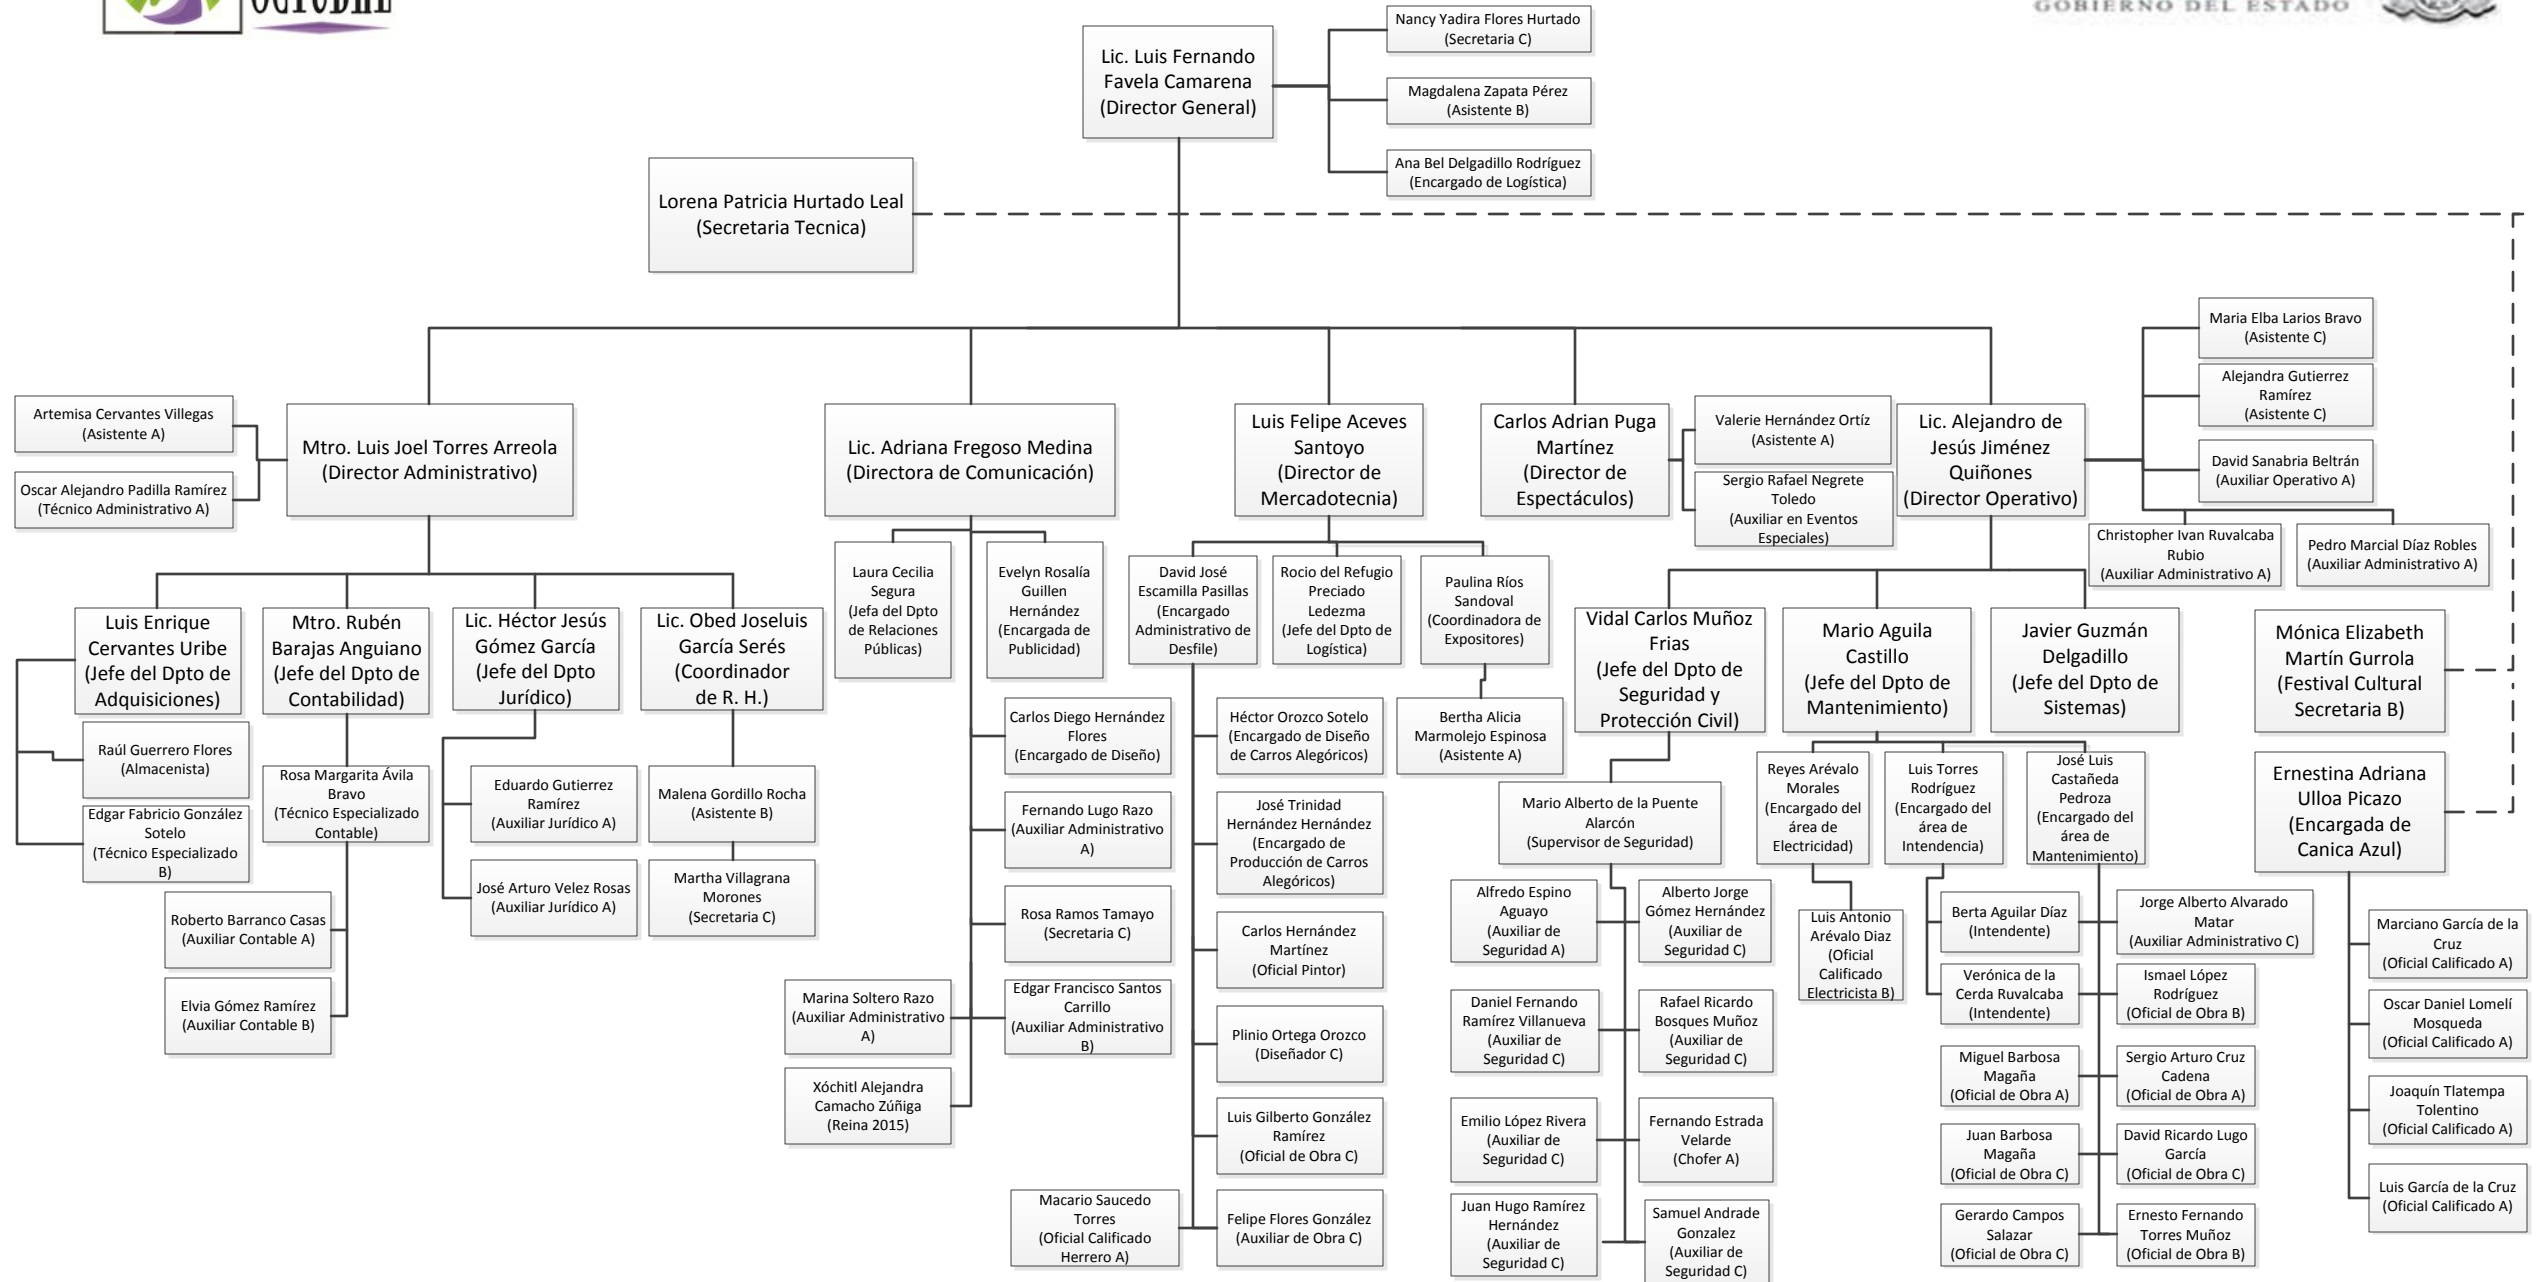 OCTUBRE
GOBIERNO DEL ESTADO
Nancy Yadira Flores Hurtado
(Secretaria C)
Lic. Luis Fernando
Favela Camarena
(Director General)
Magdalena Zapata Pérez
(Asistente B)
Ana Bel Delgadillo Rodríguez
(Encargado de Logística)
Lorena Patricia Hurtado Leal
(Secretaria Tecnica)
Maria Elba Larios Bravo
(Asistente C)
Alejandra Gutierrez
Ramírez
(Asistente C)
David Sanabria Beltrán
(Auxiliar Operativo A)
Christopher Ivan Ruvalcaba
Rubio
(Auxiliar Administrativo A)
Pedro Marcial Díaz Robles
(Auxiliar Administrativo A)
Artemisa Cervantes Villegas
(Asistente A)
Oscar Alejandro Padilla Ramírez
(Técnico Administrativo A)
Mtro. Luis Joel Torres Arreola
(Director Administrativo)
Lic. Adriana Fregoso Medina
(Directora de Comunicación)
Luis Felipe Aceves
Santoyo
(Director de
Mercadotecnia)
Carlos Adrian Puga
Martínez
(Director de
Espectáculos)
Valerie Hernández Ortíz
(Asistente A)
Sergio Rafael Negrete
Toledo
(Auxiliar en Eventos
Especiales)
Lic. Alejandro de
Jesús Jiménez
Quiñones
(Director Operativo)
Luis Enrique
Cervantes Uribe
(Jefe del Dpto de
Adquisiciones)
Mtro. Rubén
Barajas Anguiano
(Jefe del Dpto de
Contabilidad)
Lic. Héctor Jesús
Gómez García
(Jefe del Dpto
Jurídico)
Lic. Obed Joseluis
García Serés
(Coordinador
de R. H.)
Laura Cecilia
Segura
(Jefa del Dpto
de Relaciones
Públicas)
Evelyn Rosalía
Guillen
Hernández
(Encargada de
Publicidad)
David José
Escamilla Pasillas
(Encargado
Administrativo de
Desfile)
Rocio del Refugio
Preciado
Ledezma
(Jefe del Dpto de
Logística)
Paulina Ríos
Sandoval
(Coordinadora de
Expositores)
Vidal Carlos Muñoz
Frias
(Jefe del Dpto de
Seguridad y
Protección Civil)
Mario Aguila
Castillo
(Jefe del Dpto de
Mantenimiento)
Javier Guzmán
Delgadillo
(Jefe del Dpto de
Sistemas)
Mónica Elizabeth
Martín Gurrola
(Festival Cultural
Secretaria B)
Raúl Guerrero Flores
(Almacenista)
Edgar Fabricio González
Sotelo
(Técnico Especializado
B)
Rosa Margarita Ávila
Bravo
(Técnico Especializado
Contable)
Roberto Barranco Casas
(Auxiliar Contable A)
Elvia Gómez Ramírez
(Auxiliar Contable B)
Eduardo Gutierrez
Ramírez
(Auxiliar Jurídico A)
José Arturo Velez Rosas
(Auxiliar Jurídico A)
Malena Gordillo Rocha
(Asistente B)
Martha Villagrana
Morones
(Secretaria C)
Carlos Diego Hernández
Flores
(Encargado de Diseño)
Fernando Lugo Razo
(Auxiliar Administrativo
A)
Rosa Ramos Tamayo
(Secretaria C)
Marina Soltero Razo
(Auxiliar Administrativo
A)
Edgar Francisco Santos
Carrillo
(Auxiliar Administrativo
B)
Xóchitl Alejandra
Camacho Zúñiga
(Reina 2015)
Héctor Orozco Sotelo
(Encargado de Diseño
de Carros Alegóricos)
José Trinidad
Hernández Hernández
(Encargado de
Producción de Carros
Alegóricos)
Carlos Hernández
Martínez
(Oficial Pintor)
Plinio Ortega Orozco
(Diseñador C)
Luis Gilberto González
Ramírez
(Oficial de Obra C)
Macario Saucedo
Torres
(Oficial Calificado
Herrero A)
Felipe Flores González
(Auxiliar de Obra C)
Bertha Alicia
Marmolejo Espinosa
(Asistente A)
Mario Alberto de la Puente
Alarcón
(Supervisor de Seguridad)
Alfredo Espino
Aguayo
(Auxiliar de
Seguridad A)
Alberto Jorge
Gómez Hernández
(Auxiliar de
Seguridad C)
Daniel Fernando
Ramírez Villanueva
(Auxiliar de
Seguridad C)
Rafael Ricardo
Bosques Muñoz
(Auxiliar de
Seguridad C)
Emilio López Rivera
(Auxiliar de
Seguridad C)
Fernando Estrada
Velarde
(Chofer A)
Juan Hugo Ramírez
Hernández
(Auxiliar de
Seguridad C)
Samuel Andrade
Gonzalez
(Auxiliar de
Seguridad C)
Reyes Arévalo
Morales
(Encargado del
área de
Electricidad)
Luis Antonio
Arévalo Diaz
(Oficial
Calificado
Electricista B)
Luis Torres
Rodríguez
(Encargado del
área de
Intendencia)
José Luis
Castañeda
Pedroza
(Encargado del
área de
Mantenimiento)
Berta Aguilar Díaz
(Intendente)
Jorge Alberto Alvarado
Matar
(Auxiliar Administrativo C)
Verónica de la
Cerda Ruvalcaba
(Intendente)
Ismael López
Rodríguez
(Oficial de Obra B)
Miguel Barbosa
Magaña
(Oficial de Obra A)
Sergio Arturo Cruz
Cadena
(Oficial de Obra A)
Juan Barbosa
Magaña
(Oficial de Obra C)
David Ricardo Lugo
García
(Oficial de Obra C)
Gerardo Campos
Salazar
(Oficial de Obra C)
Ernesto Fernando
Torres Muñoz
(Oficial de Obra B)
Ernestina Adriana
Ulloa Picazo
(Encargada de
Canica Azul)
Marciano García de la
Cruz
(Oficial Calificado A)
Oscar Daniel Lomelí
Mosqueda
(Oficial Calificado A)
Joaquín Tlatempa
Tolentino
(Oficial Calificado A)
Luis García de la Cruz
(Oficial Calificado A)